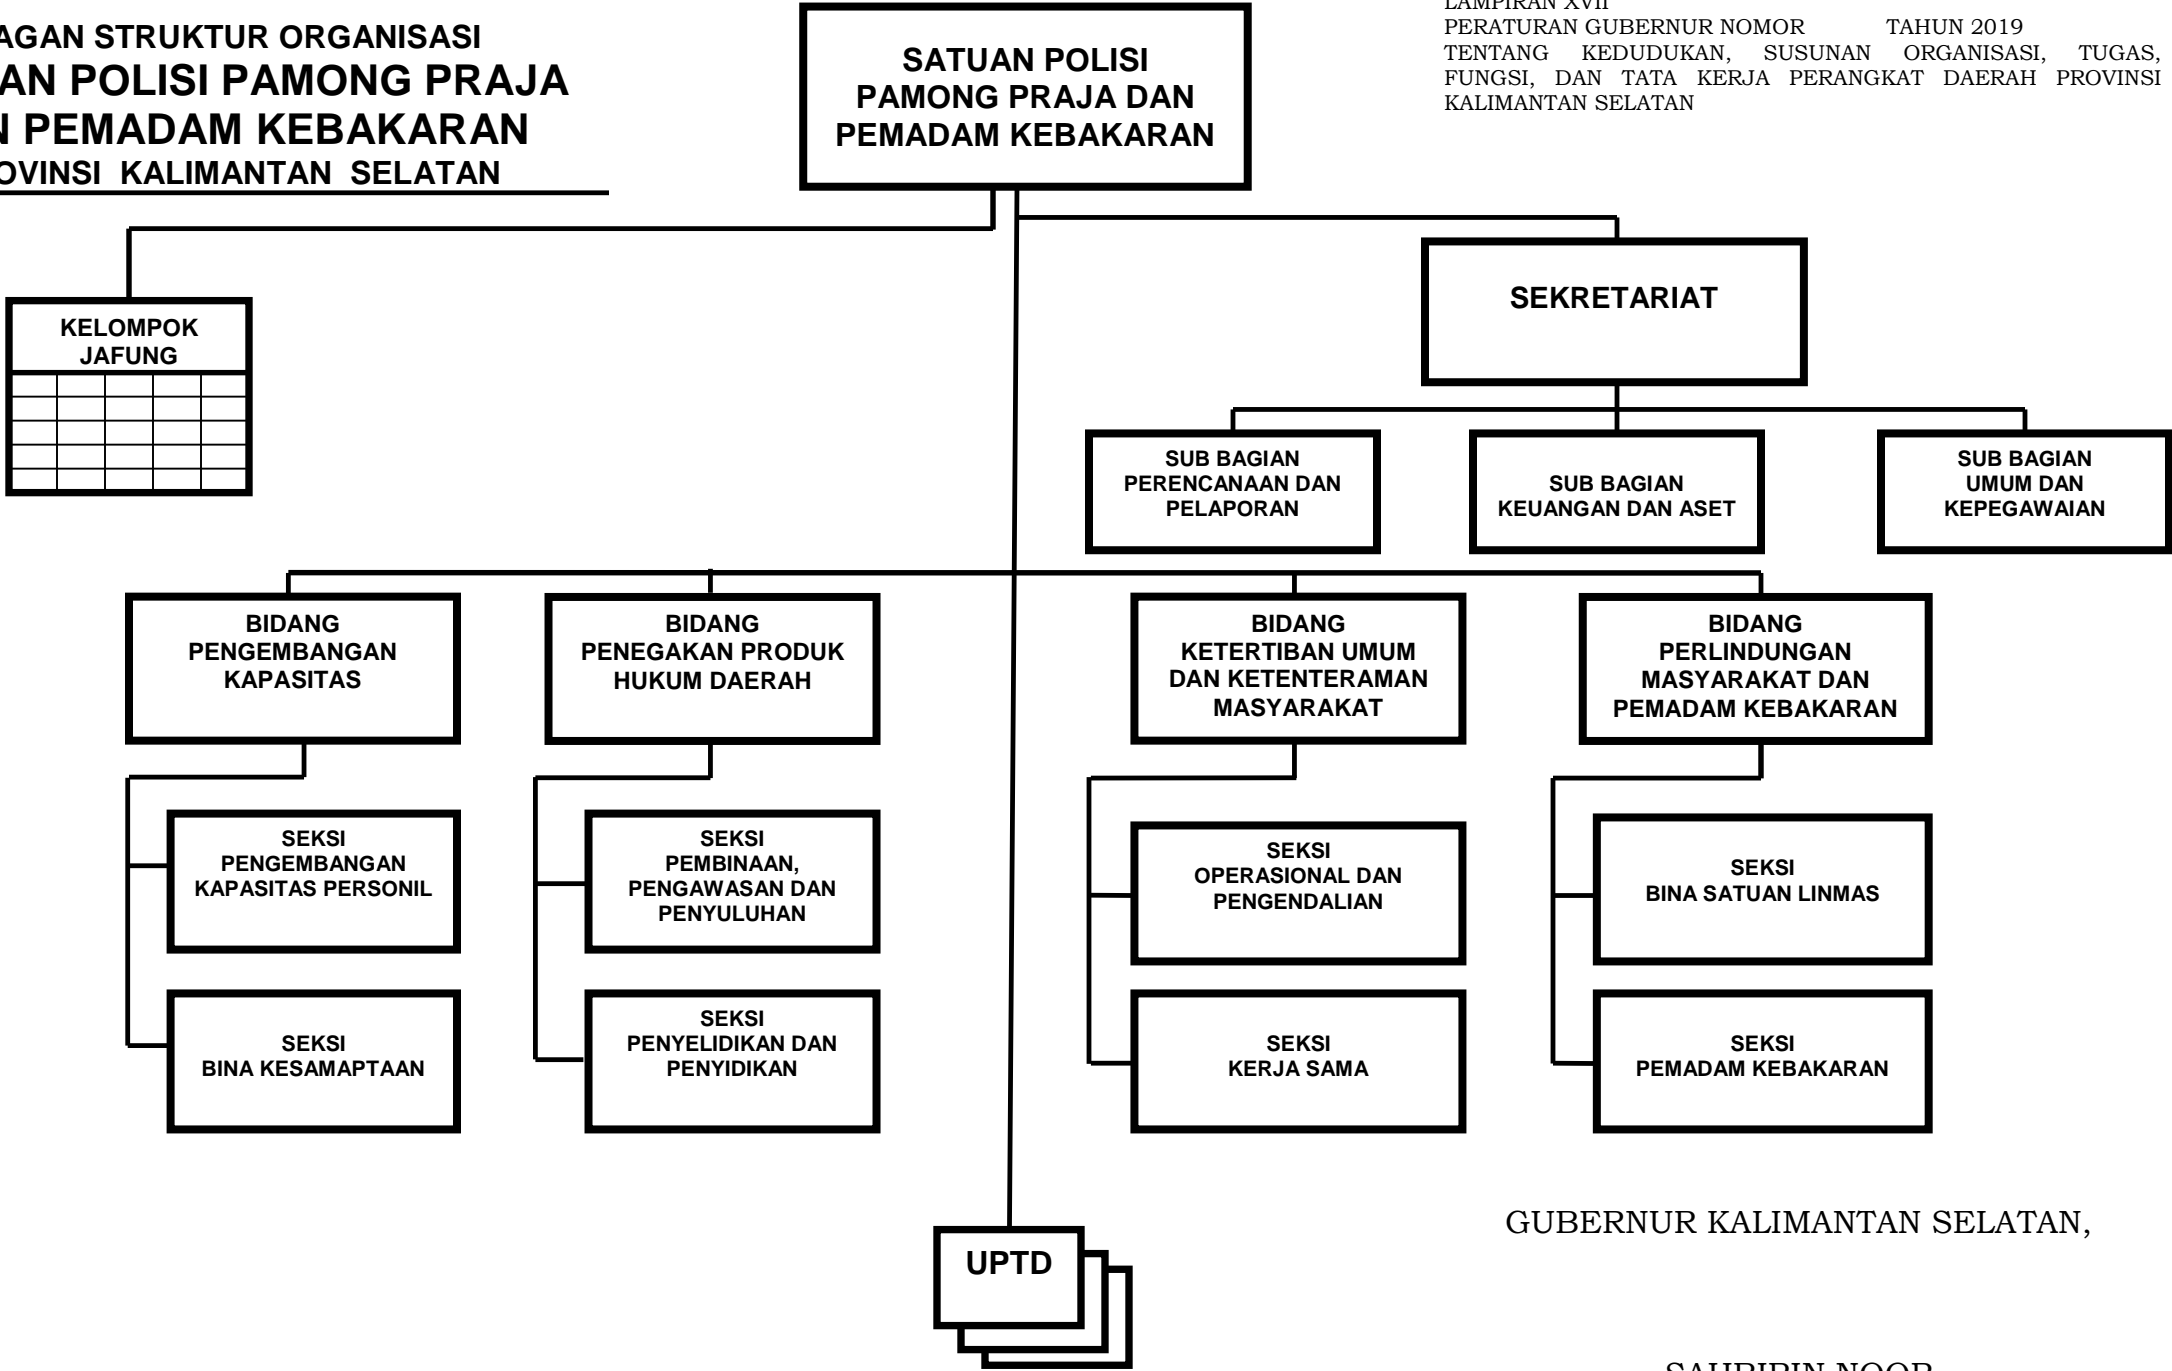 AGAN STRUKTUR ORGANISASI
AN POLISI PAMONG PRAJA
N PEMADAM KEBAKARAN
OVINSI KALIMANTAN SELATAN
SATUAN POLISI
PAMONG PRAJA DAN
PEMADAM KEBAKARAN
LAMPIRAN XVII
PERATURAN GUBERNUR NOMOR TAHUN 2019
TENTANG KEDUDUKAN, SUSUNAN ORGANISASI, TUGAS,
FUNGSI, DAN TATA KERJA PERANGKAT DAERAH PROVINSI
KALIMANTAN SELATAN
KELOMPOK
JAFUNG
SEKRETARIAT
SUB BAGIAN
PERENCANAAN DAN
PELAPORAN
SUB BAGIAN
KEUANGAN DAN ASET
SUB BAGIAN
UMUM DAN
KEPEGAWAIAN
BIDANG
PENGEMBANGAN
KAPASITAS
BIDANG
PENEGAKAN PRODUK
HUKUM DAERAH
BIDANG
KETERTIBAN UMUM
DAN KETENTERAMAN
MASYARAKAT
BIDANG
PERLINDUNGAN
MASYARAKAT DAN
PEMADAM KEBAKARAN
SEKSI
PENGEMBANGAN
KAPASITAS PERSONIL
SEKSI
PEMBINAAN,
PENGAWASAN DAN
PENYULUHAN
SEKSI
OPERASIONAL DAN
PENGENDALIAN
SEKSI
BINA SATUAN LINMAS
SEKSI
BINA KESAMAPTAAN
SEKSI
PENYELIDIKAN DAN
PENYIDIKAN
SEKSI
KERJA SAMA
SEKSI
PEMADAM KEBAKARAN
UPTD
GUBERNUR KALIMANTAN SELATAN,
NOOR